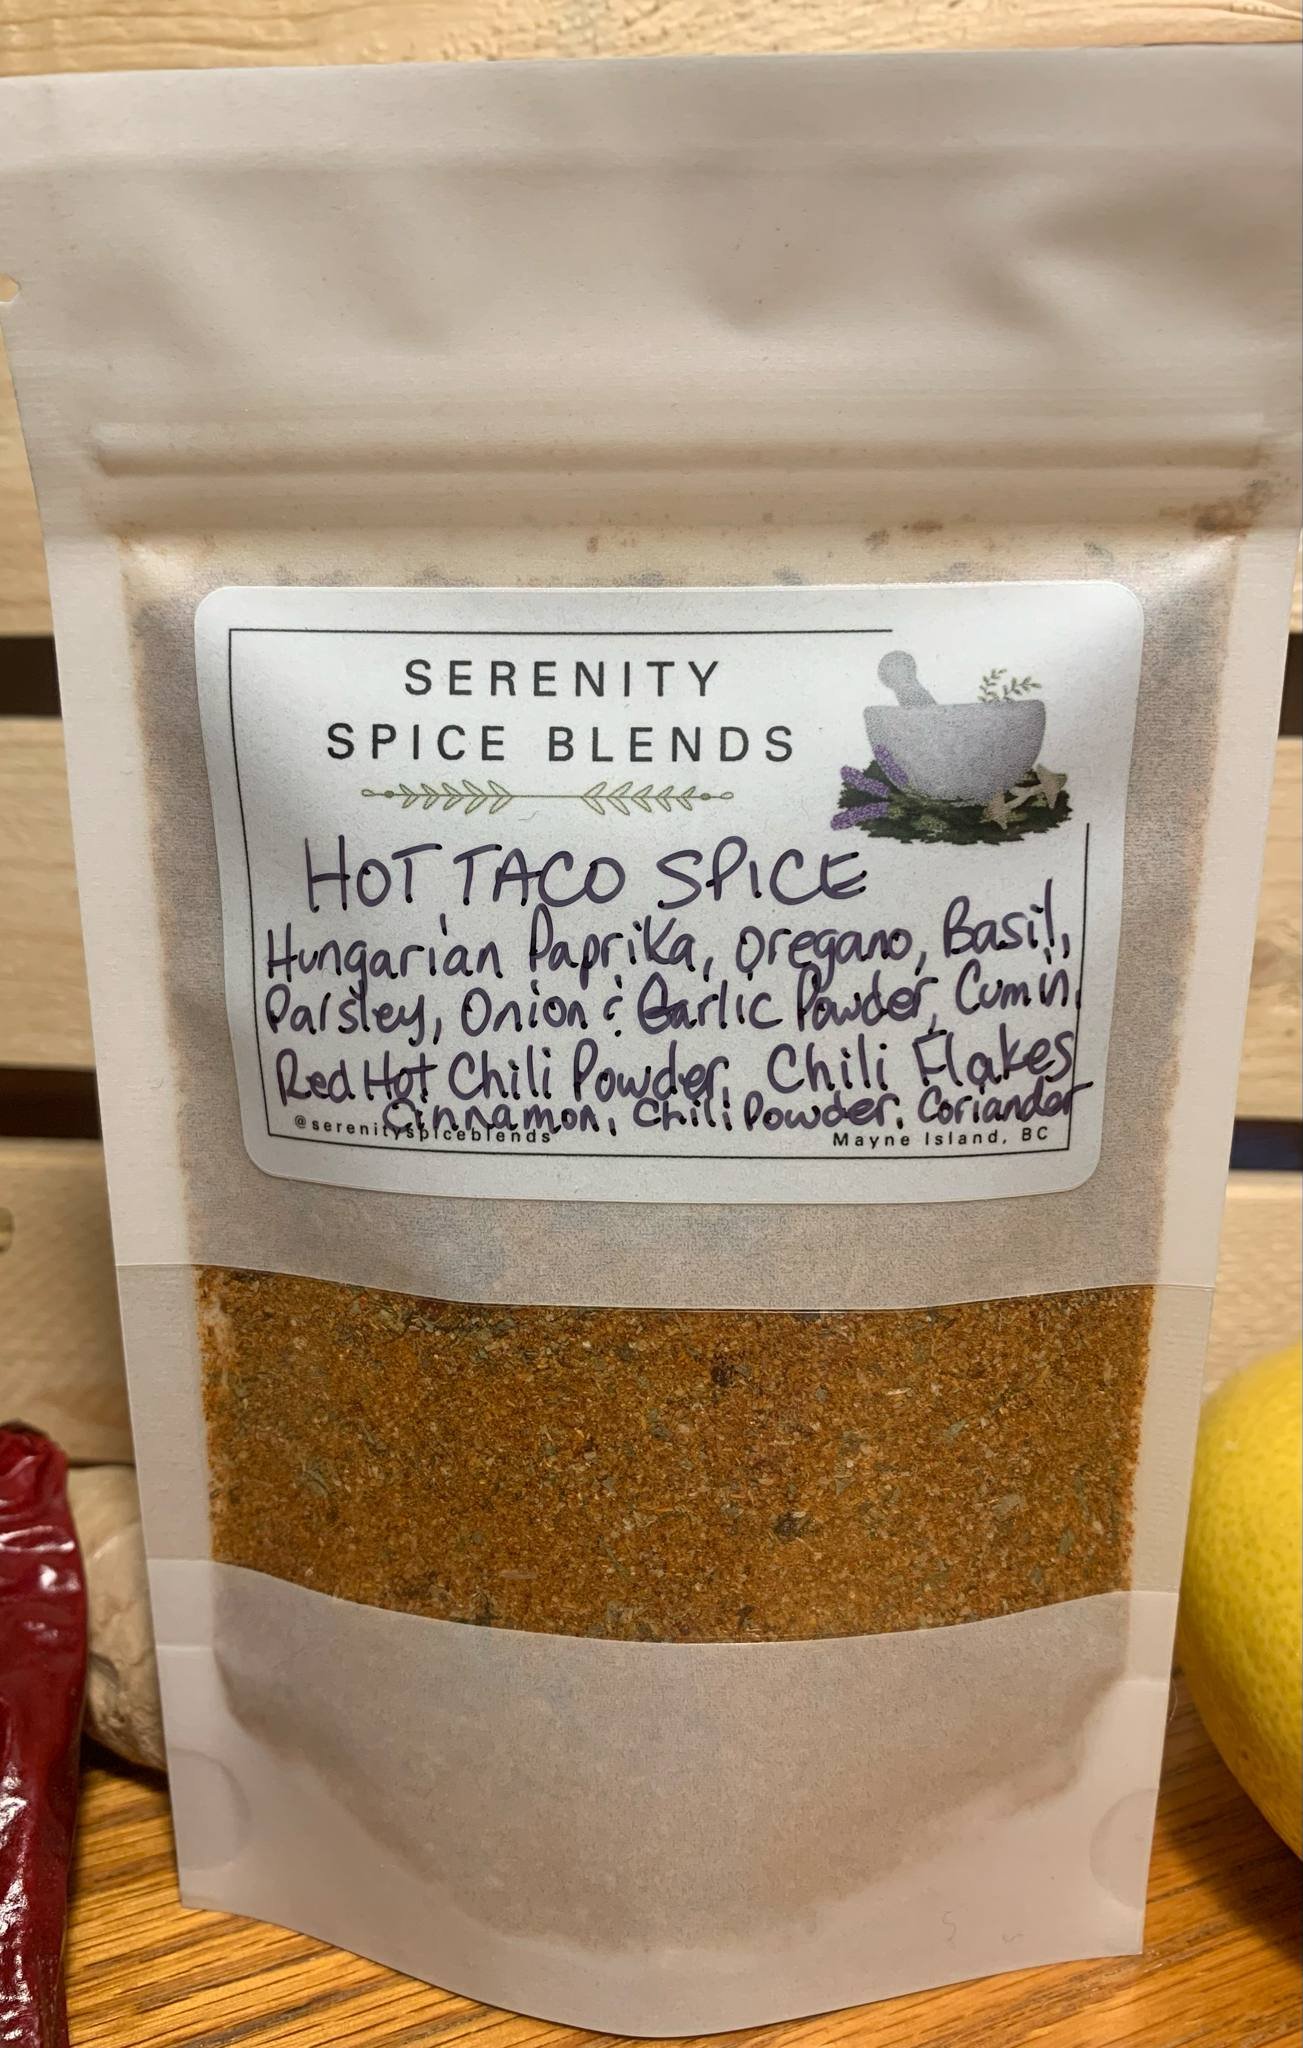 SERENITY
SPICE BLENDS
HOT TACO SPICE
Hungarian Paprika, Oregano, Basil,
Parsley, Onion & Garlic Powder, Cumin,
Red Hot Chili Powder, Chili Flakes
Cinnamon, Chili Powder, Coriander
@serenityspiceblends Mayne Island, BC